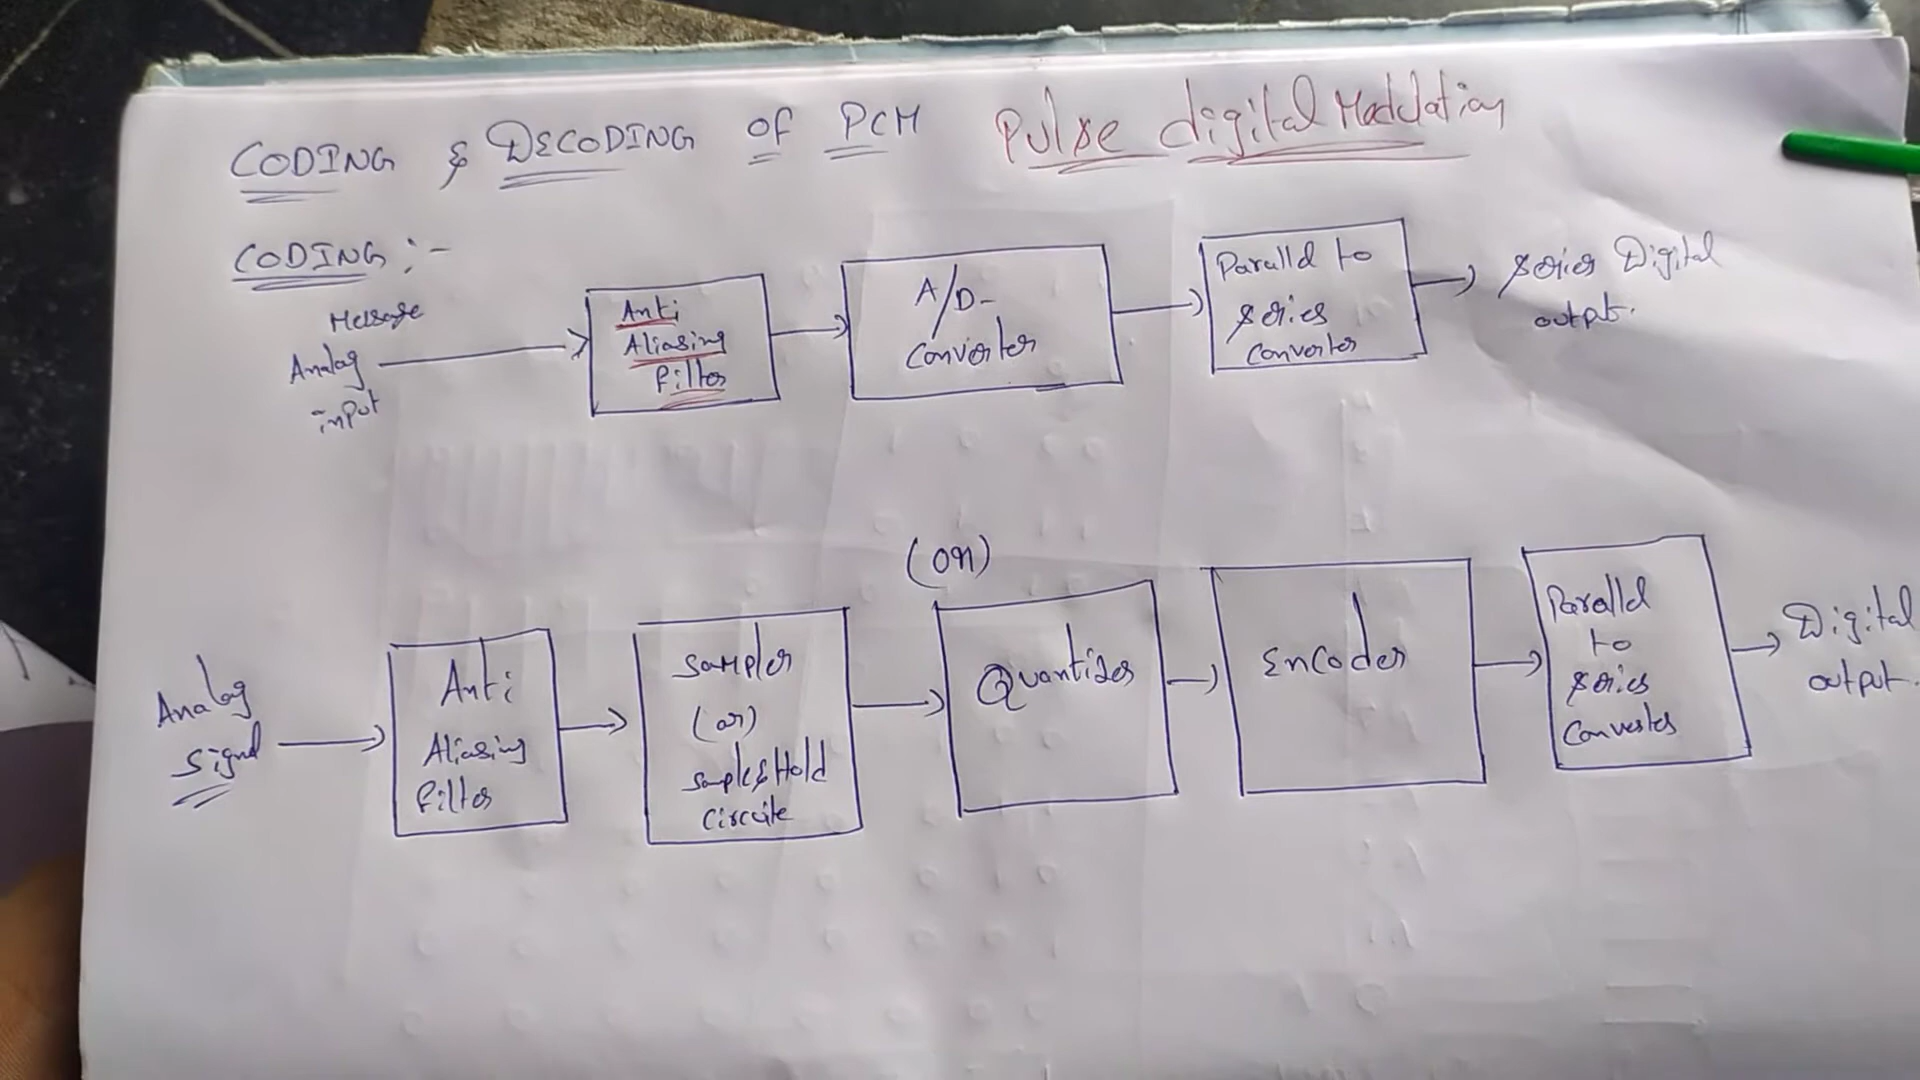 CODING & DECODING OF PCM Pulse digital Modulation
CODING :-
Message
Analog
input
Anti
Aliasing
filter
A/D-
Converter
Parallel to
series
Converter
series Digital
output.
(or)
Analog
signal
Anti
Aliasing
filter
Sampler
(or)
Sample & Hold
Circuite
Quantizer
Encoder
Parallel
to
series
Converter
Digital
output.